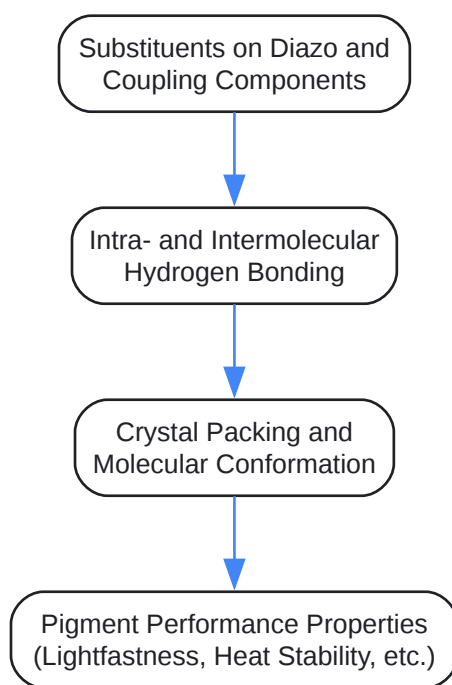 Substituents on Diazo and
Coupling Components
Intra- and Intermolecular
Hydrogen Bonding
Crystal Packing and
Molecular Conformation
Pigment Performance Properties
(Lightfastness, Heat Stability, etc.)